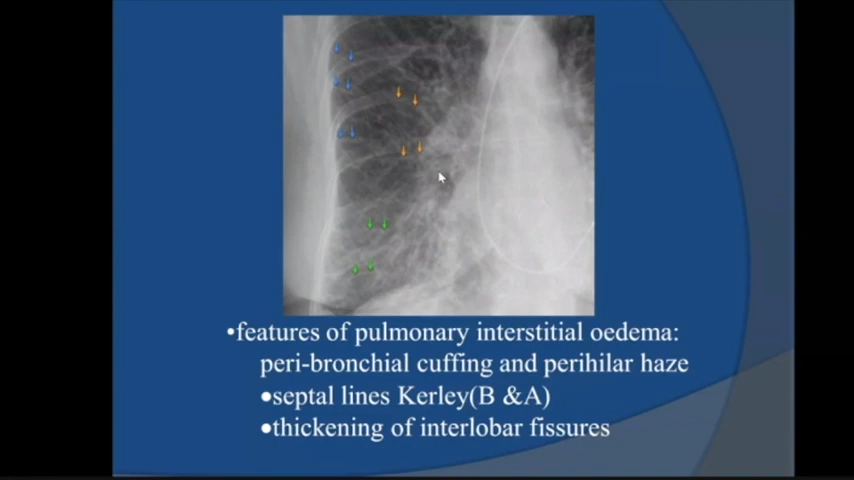 •features of pulmonary interstitial oedema:
peri-bronchial cuffing and perihilar haze
•septal lines Kerley(B &A)
•thickening of interlobar fissures